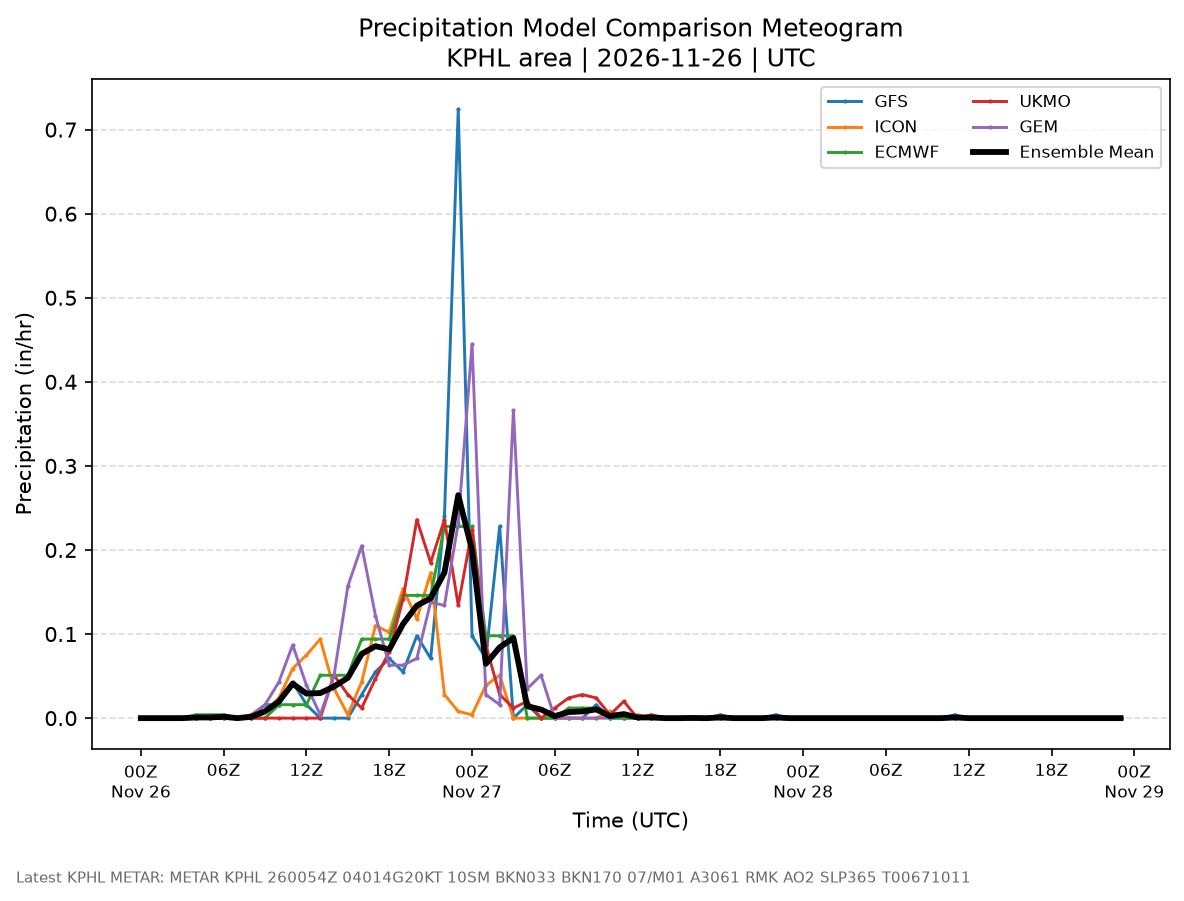 Precipitation Model Comparison Meteogram
KPHL area | 2026-11-26 | UTC
GFS
ICON
ECMWF
UKMO
GEM
Ensemble Mean
Precipitation (in/hr)
0.7
0.6
0.5
0.4
0.3
0.2
0.1
0.0
00Z 06Z 12Z 18Z 00Z 06Z 12Z 18Z 00Z 06Z 12Z 18Z 00Z
Nov 26 Nov 27 Nov 28 Nov 29
Time (UTC)
Latest KPHL METAR: METAR KPHL 260054Z 04014G20KT 10SM BKN033 BKN170 07/M01 A3061 RMK AO2 SLP365 T00671011